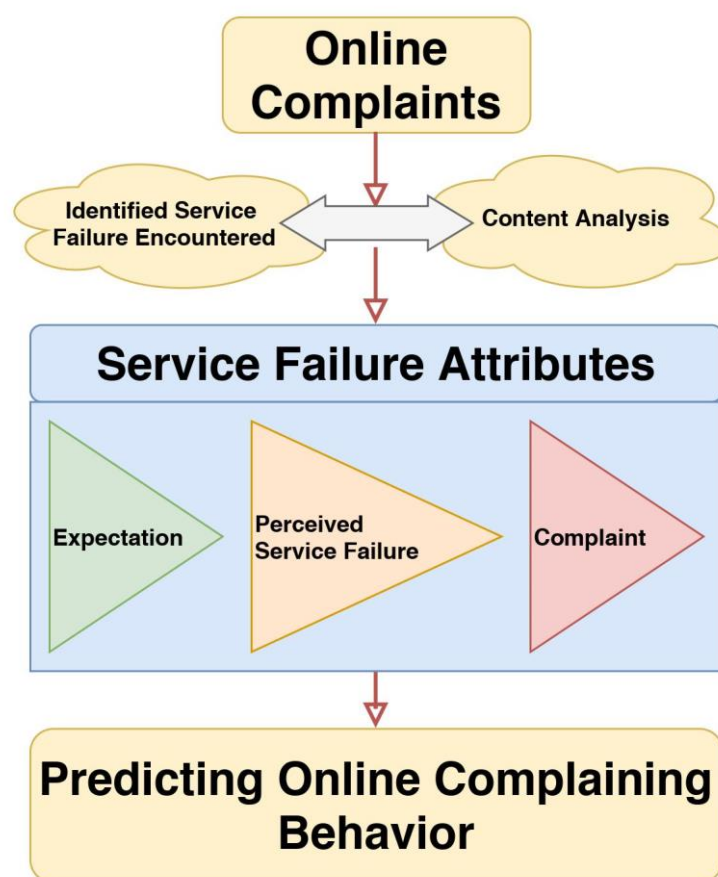 Online
Complaints
Identified Service
Failure Encountered
Content Analysis
Service Failure Attributes
Expectation
Perceived
Service Failure
Complaint
Predicting Online Complaining
Behavior